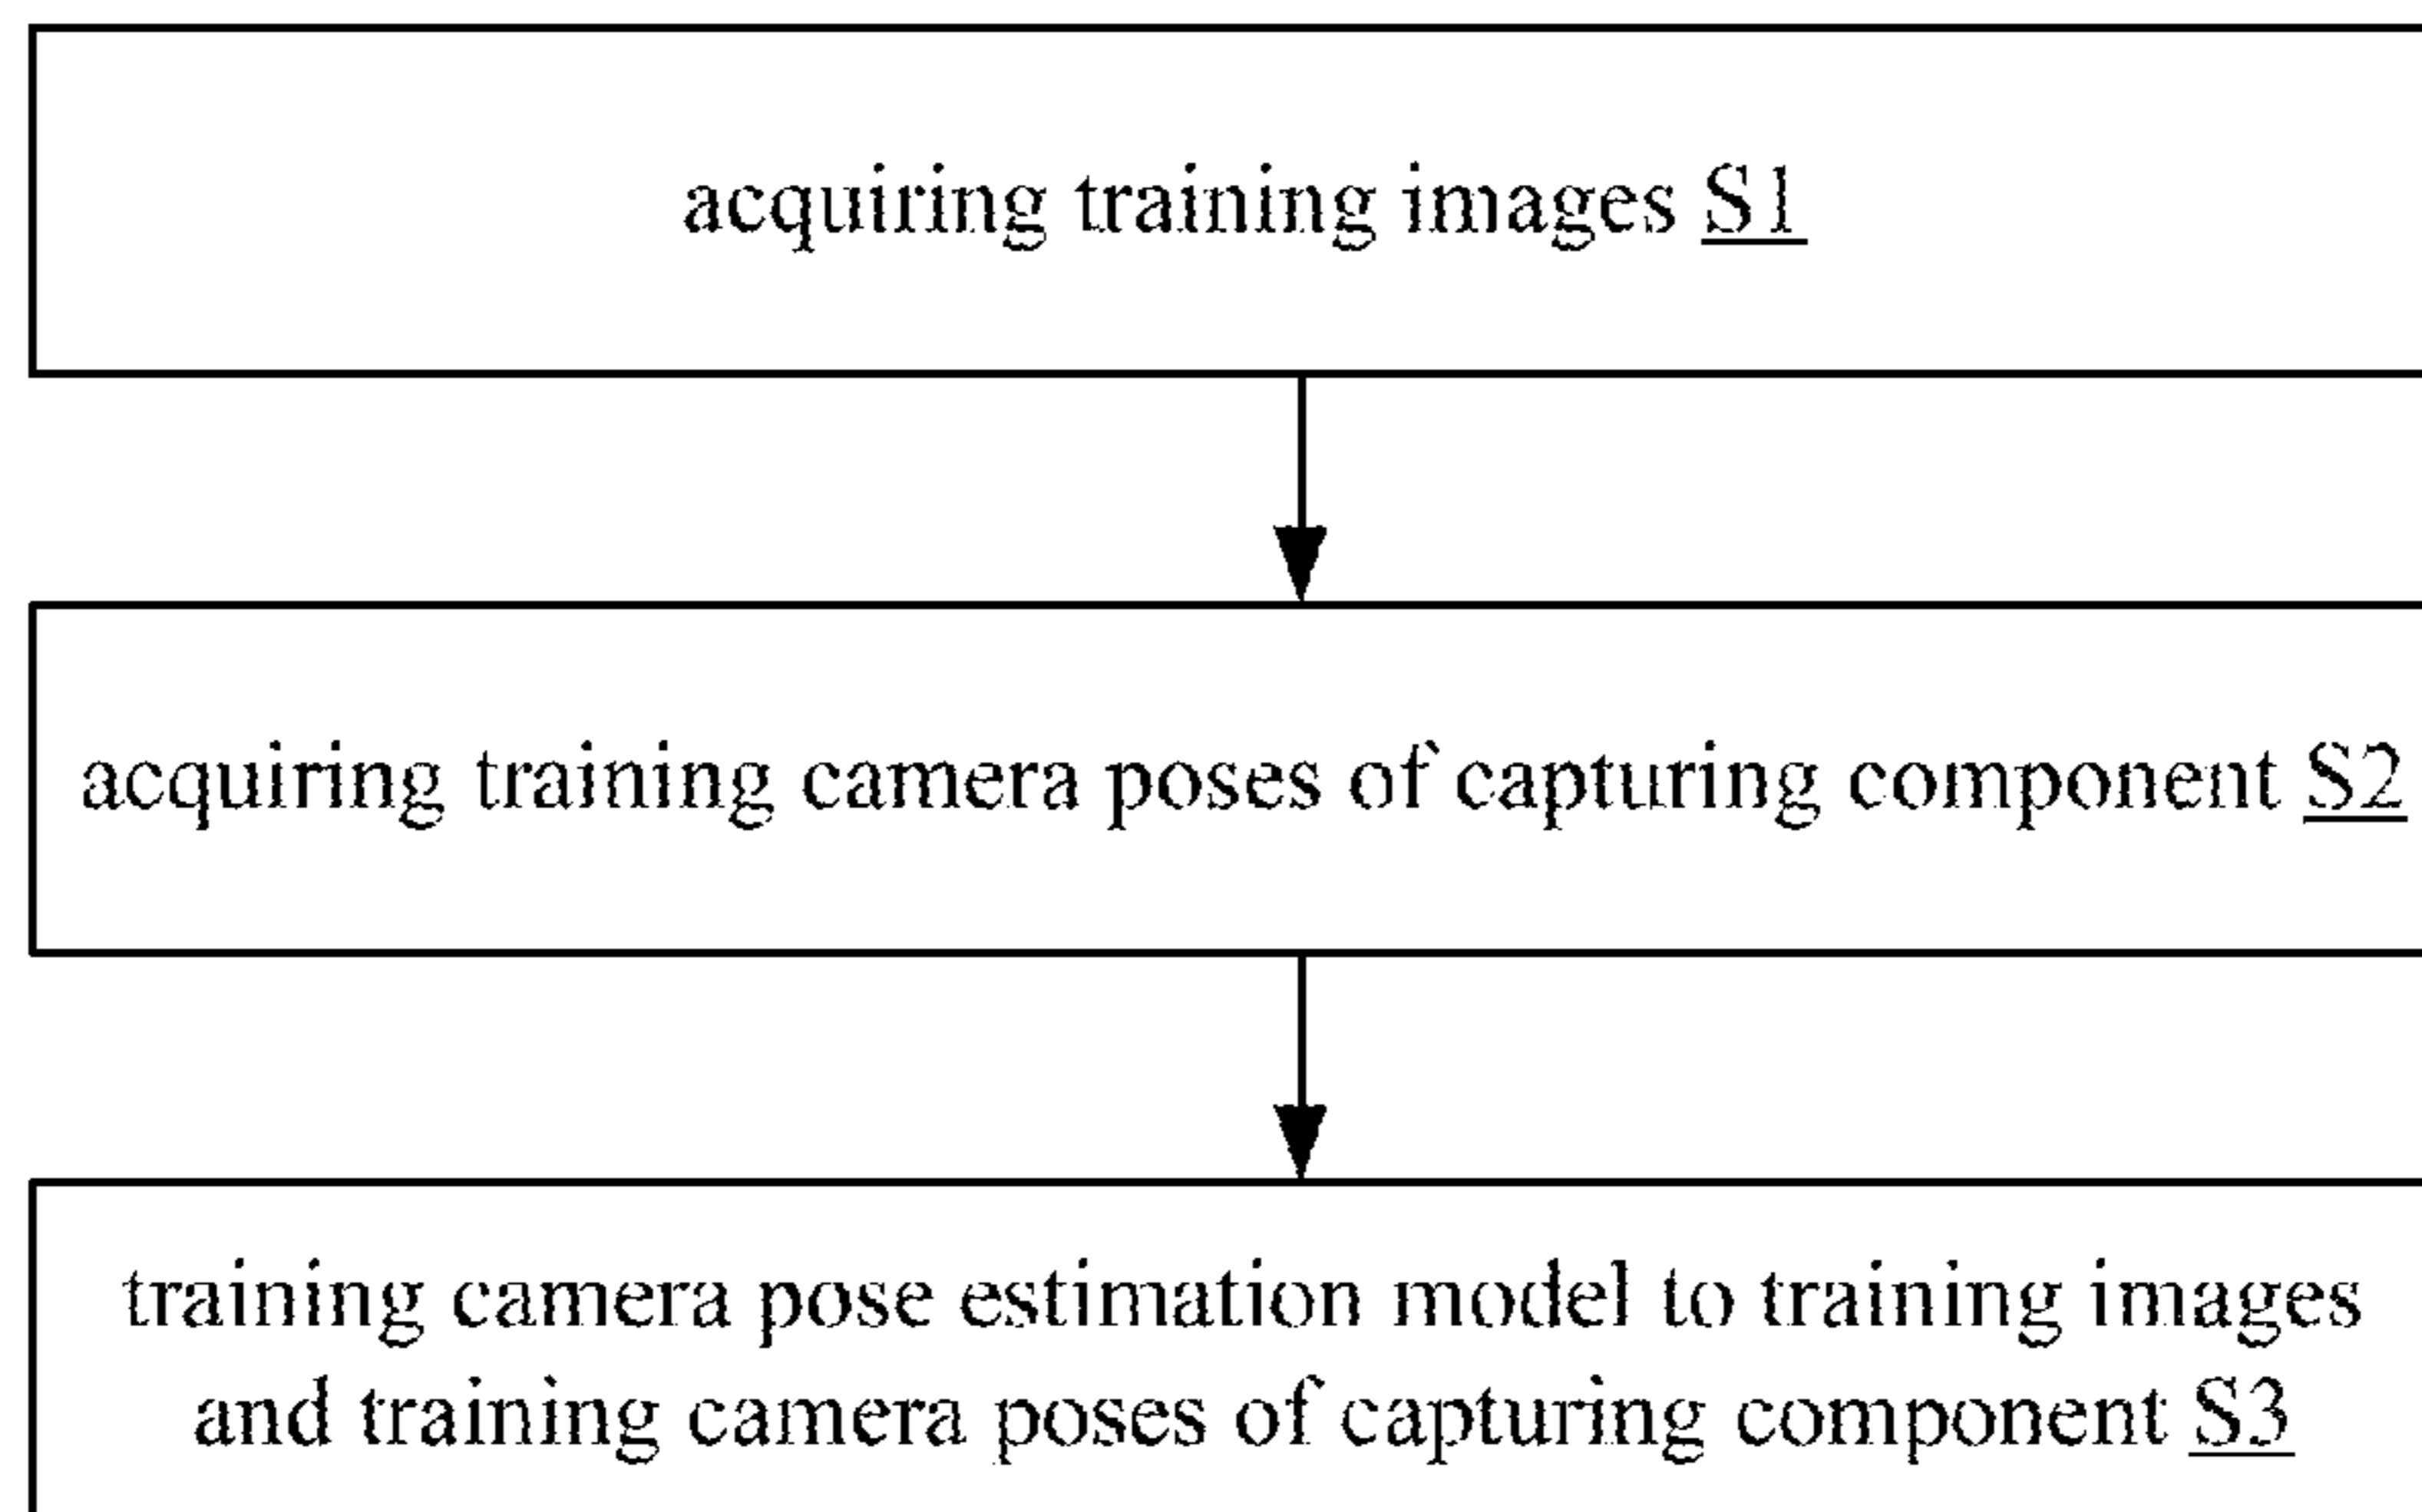 acquiring training images S1
acquiring training camera poses of capturing component S2
training camera pose estimation model to training images
and training camera poses of capturing component S3